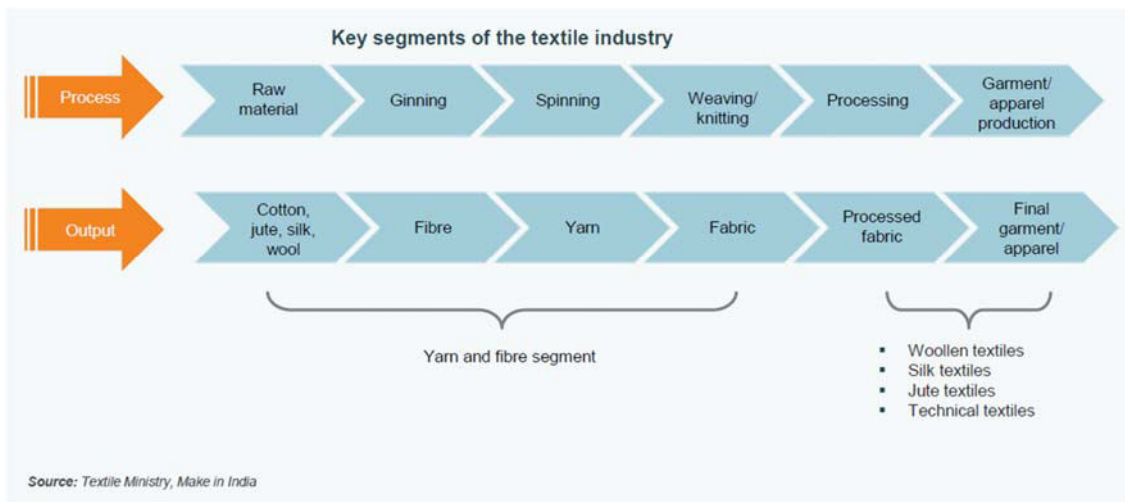 Key segments of the textile industry
Process
Raw
material
Ginning
Spinning
Weaving/
knitting
Processing
Garment/
apparel
production
Output
Cotton,
jute, silk,
wool
Fibre
Yarn
Fabric
Processed
fabric
Final
garment/
apparel
Yarn and fibre segment
▪ Woollen textiles
▪ Silk textiles
▪ Jute textiles
▪ Technical textiles
Source: Textile Ministry, Make in India